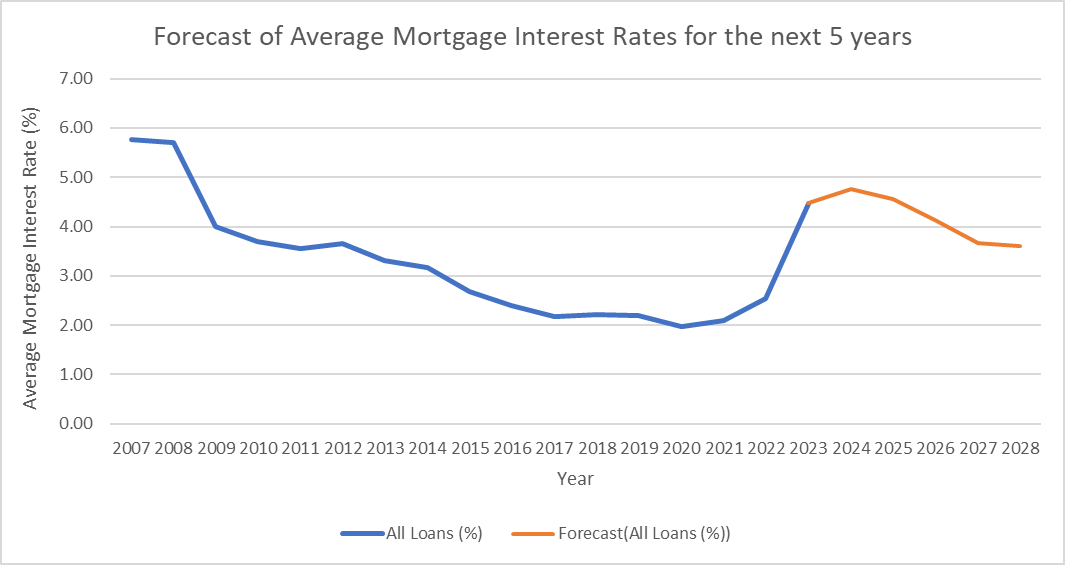 Forecast of Average Mortgage Interest Rates for the next 5 years
Average Mortgage Interest Rate (%)
7.00
6.00
5.00
4.00
3.00
2.00
1.00
0.00
2007 2008 2009 2010 2011 2012 2013 2014 2015 2016 2017 2018 2019 2020 2021 2022 2023 2024 2025 2026 2027 2028
Year
All Loans (%) Forecast(All Loans (%))